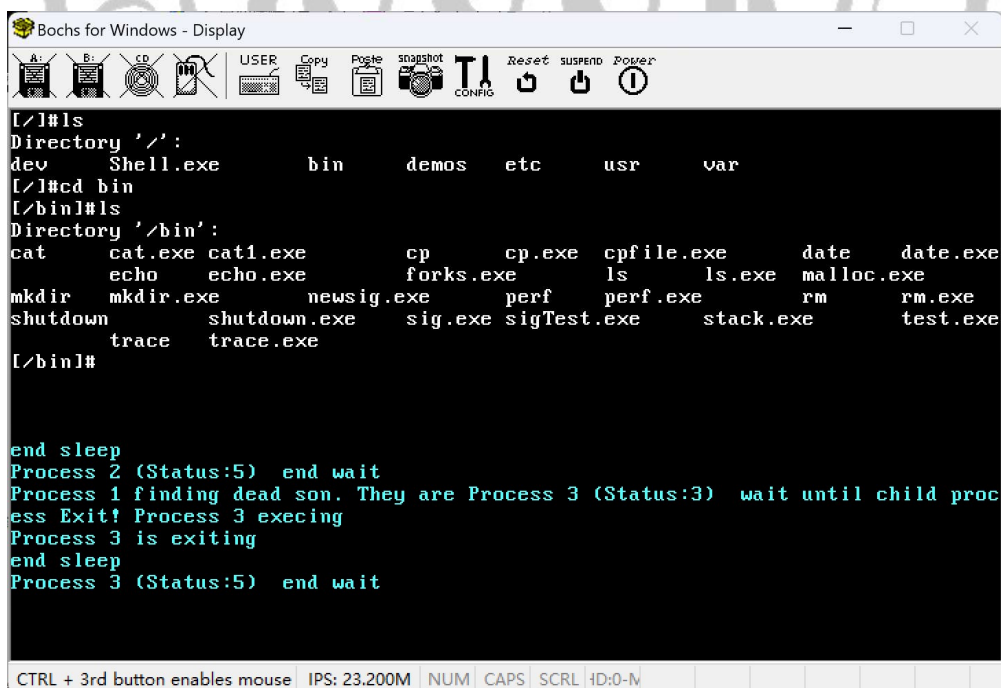 Bochs for Windows - Display
A: B: CD USER Copy Paste snapshot CONFIG Reset SUSPEND Power
[/]#ls
Directory '/':
dev Shell.exe bin demos etc usr var
[/]#cd bin
[/bin]#ls
Directory '/bin':
cat cat.exe cat1.exe cp cp.exe cpfile.exe date date.exe
echo echo.exe forks.exe ls ls.exe malloc.exe
mkdir mkdir.exe newsig.exe perf perf.exe rm rm.exe
shutdown shutdown.exe sig.exe sigTest.exe stack.exe test.exe
trace trace.exe
[/bin]#
end sleep
Process 2 (Status:5) end wait
Process 1 finding dead son. They are Process 3 (Status:3) wait until child proc
ess Exit! Process 3 execing
Process 3 is exiting
end sleep
Process 3 (Status:5) end wait
CTRL + 3rd button enables mouse IPS: 23.200M NUM CAPS SCRL HD:0-M